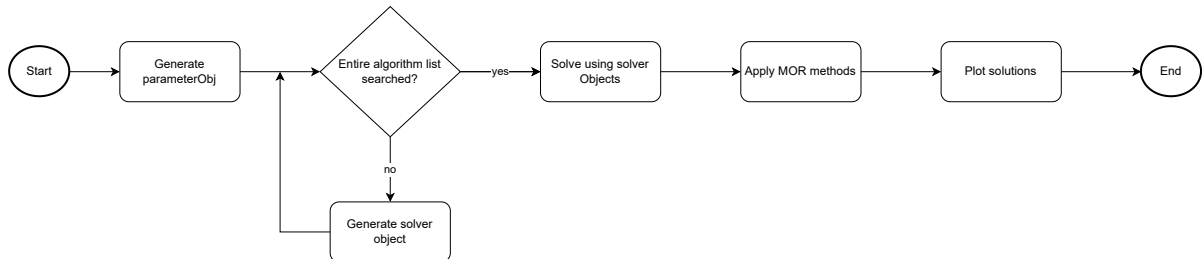 Start
Generate
parameterObj
Entire algorithm list
searched?
yes
Solve using solver
Objects
Apply MOR methods
Plot solutions
End
no
Generate solver
object